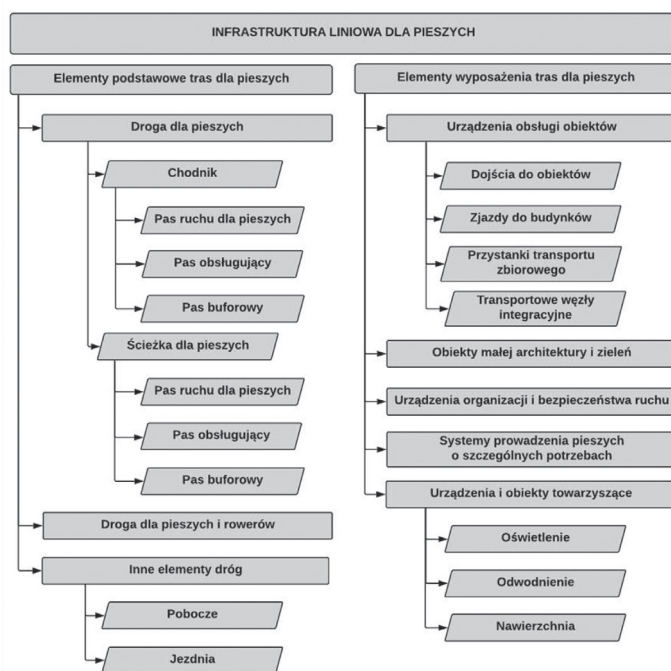 INFRASTRUKTURA LINIOWA DLA PIESZYCH
Elementy podstawowe tras dla pieszych
Droga dla pieszych
Chodnik
Pas ruchu dla pieszych
Pas obsługujący
Pas buforowy
Ścieżka dla pieszych
Pas ruchu dla pieszych
Pas obsługujący
Pas buforowy
Droga dla pieszych i rowerów
Inne elementy dróg
Pobocze
Jezdnia
Elementy wyposażenia tras dla pieszych
Urządzenia obsługi obiektów
Dojścia do obiektów
Zjazdy do budynków
Przystanki transportu
zbiorowego
Transportowe węzły
integracyjne
Obiekty małej architektury i zieleń
Urządzenia organizacji i bezpieczeństwa ruchu
Systemy prowadzenia pieszych
o szczególnych potrzebach
Urządzenia i obiekty towarzyszące
Oświetlenie
Odwodnienie
Nawierzchnia